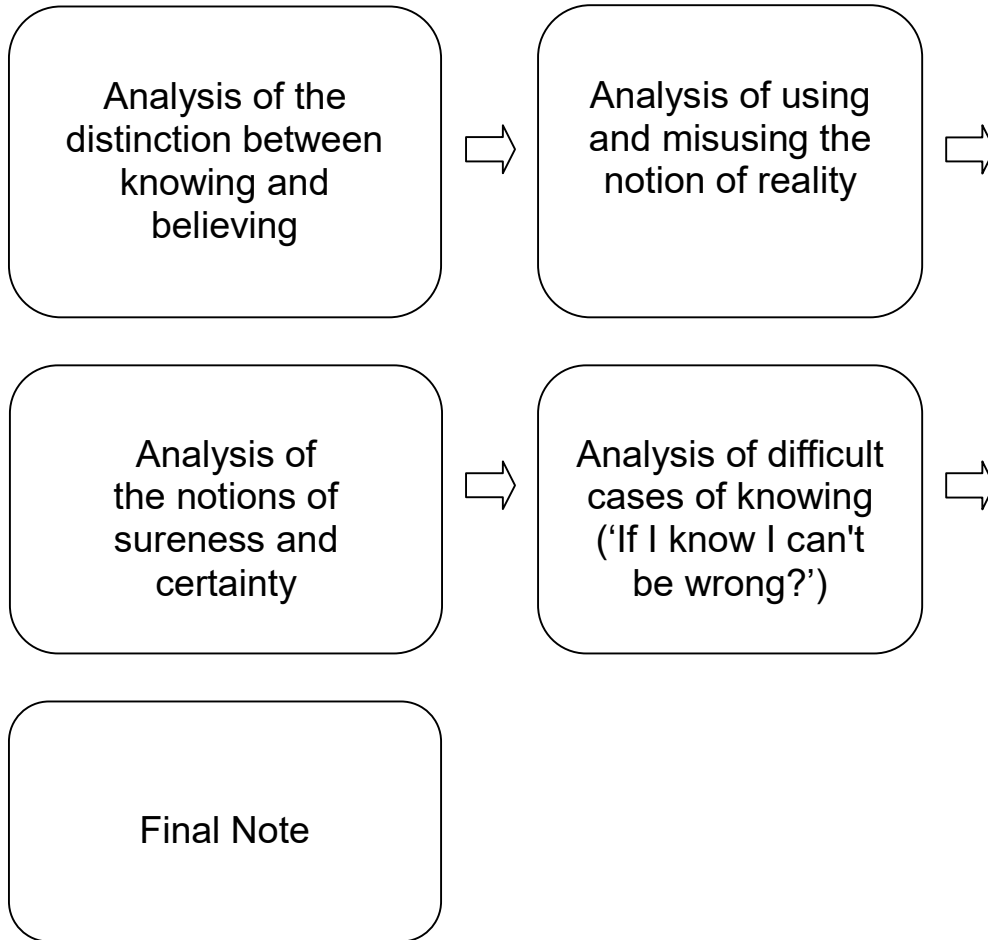 Analysis of the
distinction between
knowing and
believing
Analysis of using
and misusing the
notion of reality
Analysis of
the notions of
sureness and
certainty
Analysis of difficult
cases of knowing
(‘If I know I can't
be wrong?’)
Final Note